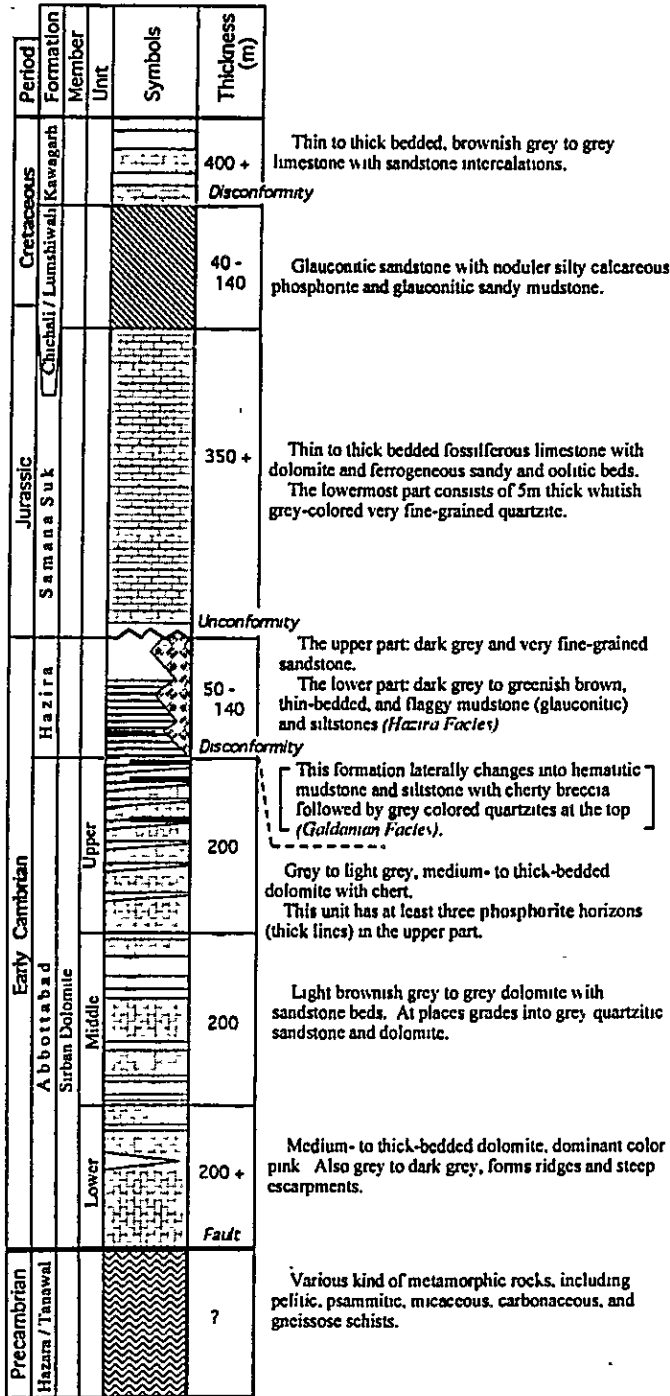 Period
Formation
Member
Unit
Symbols
Thickness
(m)
Cretaceous
Kawagarh
400 +
Thin to thick bedded, brownish grey to grey
limestone with sandstone intercalations.
Disconformity
Chichali / Lumshiwah
40 -
140
Glauconitic sandstone with noduler silty calcareous
phosphorite and glauconitic sandy mudstone.
Jurassic
Samana Suk
350 +
Thin to thick bedded fossilferous limestone with
dolomite and ferrogeneous sandy and oolitic beds.
The lowermost part consists of 5m thick whitish
grey-colored very fine-grained quartzite.
Unconformity
Early Cambrian
Hazira
50 -
140
The upper part: dark grey and very fine-grained
sandstone.
The lower part: dark grey to greenish brown,
thin-bedded, and flaggy mudstone (glauconitic)
and siltstones (Hazira Facies)
Disconformity
This formation laterally changes into hematitic
mudstone and siltstone with cherty breccia
followed by grey colored quartzites at the top
(Galdanian Facies).
Abbottabad
Sirban Dolomite
Upper
200
Grey to light grey, medium- to thick-bedded
dolomite with chert.
This unit has at least three phosphorite horizons
(thick lines) in the upper part.
Middle
200
Light brownish grey to grey dolomite with
sandstone beds. At places grades into grey quartzitic
sandstone and dolomite.
Lower
200 +
Medium- to thick-bedded dolomite, dominant color
pink Also grey to dark grey, forms ridges and steep
escarpments.
Fault
Precambrian
Hazara / Tanawal
?
Various kind of metamorphic rocks, including
pelitic, psammitic, micaceous, carbonaceous, and
gneissose schists.